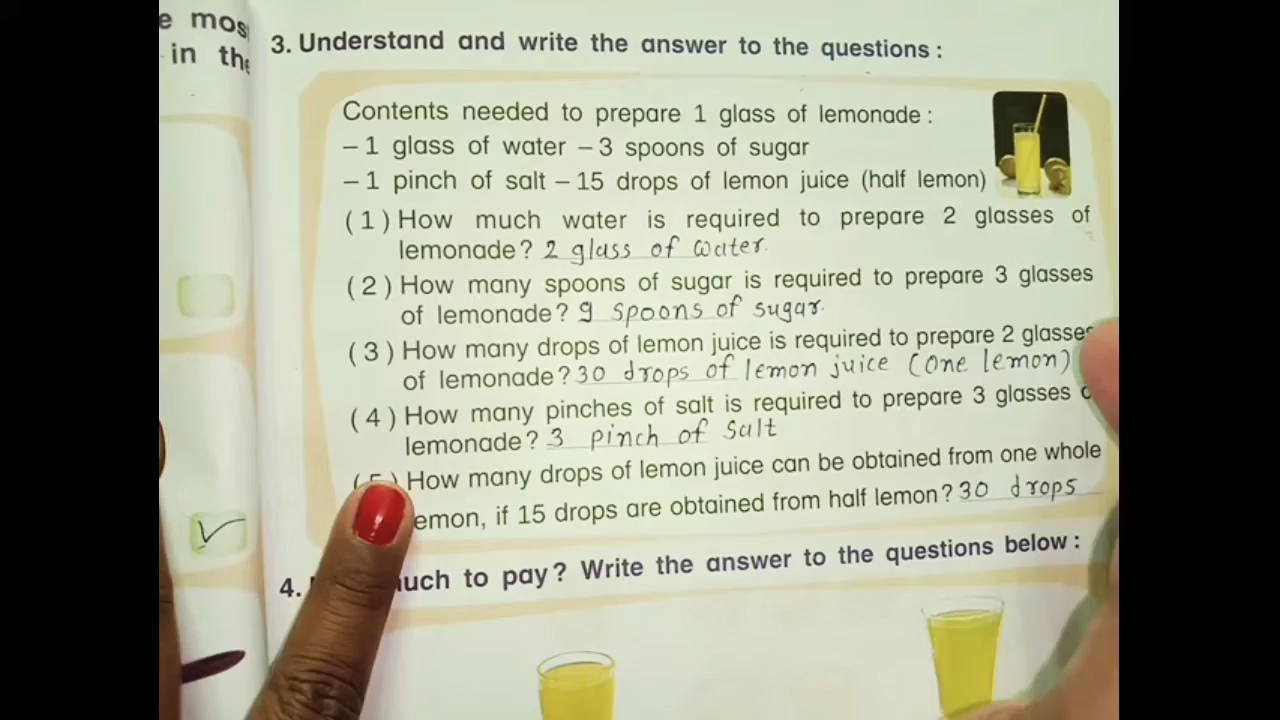 e mos
in the
3. Understand and write the answer to the questions :
Contents needed to prepare 1 glass of lemonade :
– 1 glass of water – 3 spoons of sugar
– 1 pinch of salt – 15 drops of lemon juice (half lemon)
( 1 ) How much water is required to prepare 2 glasses of
lemonade? 2 glass of water.
( 2 ) How many spoons of sugar is required to prepare 3 glasses
of lemonade? 9 spoons of sugar.
( 3 ) How many drops of lemon juice is required to prepare 2 glasses
of lemonade? 30 drops of lemon juice (One lemon)
( 4 ) How many pinches of salt is required to prepare 3 glasses o
lemonade? 3 pinch of Salt
( 5 ) How many drops of lemon juice can be obtained from one whole
emon, if 15 drops are obtained from half lemon? 30 drops
4. much to pay? Write the answer to the questions below :